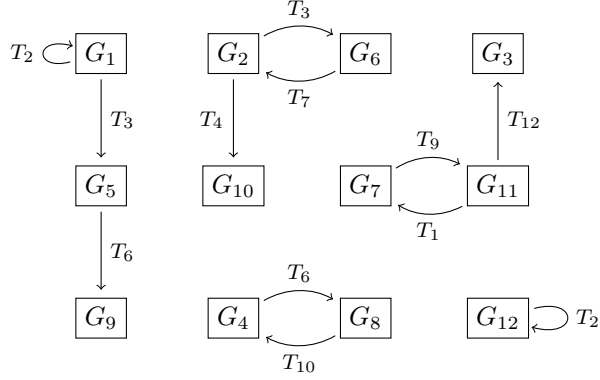 T₃
T₂ G₁ G₂ G₆ G₃
T₇
T₃ T₄ T₁₂
T₉
G₅ G₁₀ G₇ G₁₁
T₁
T₆
T₆
G₉ G₄ G₈ G₁₂ T₂
T₁₀